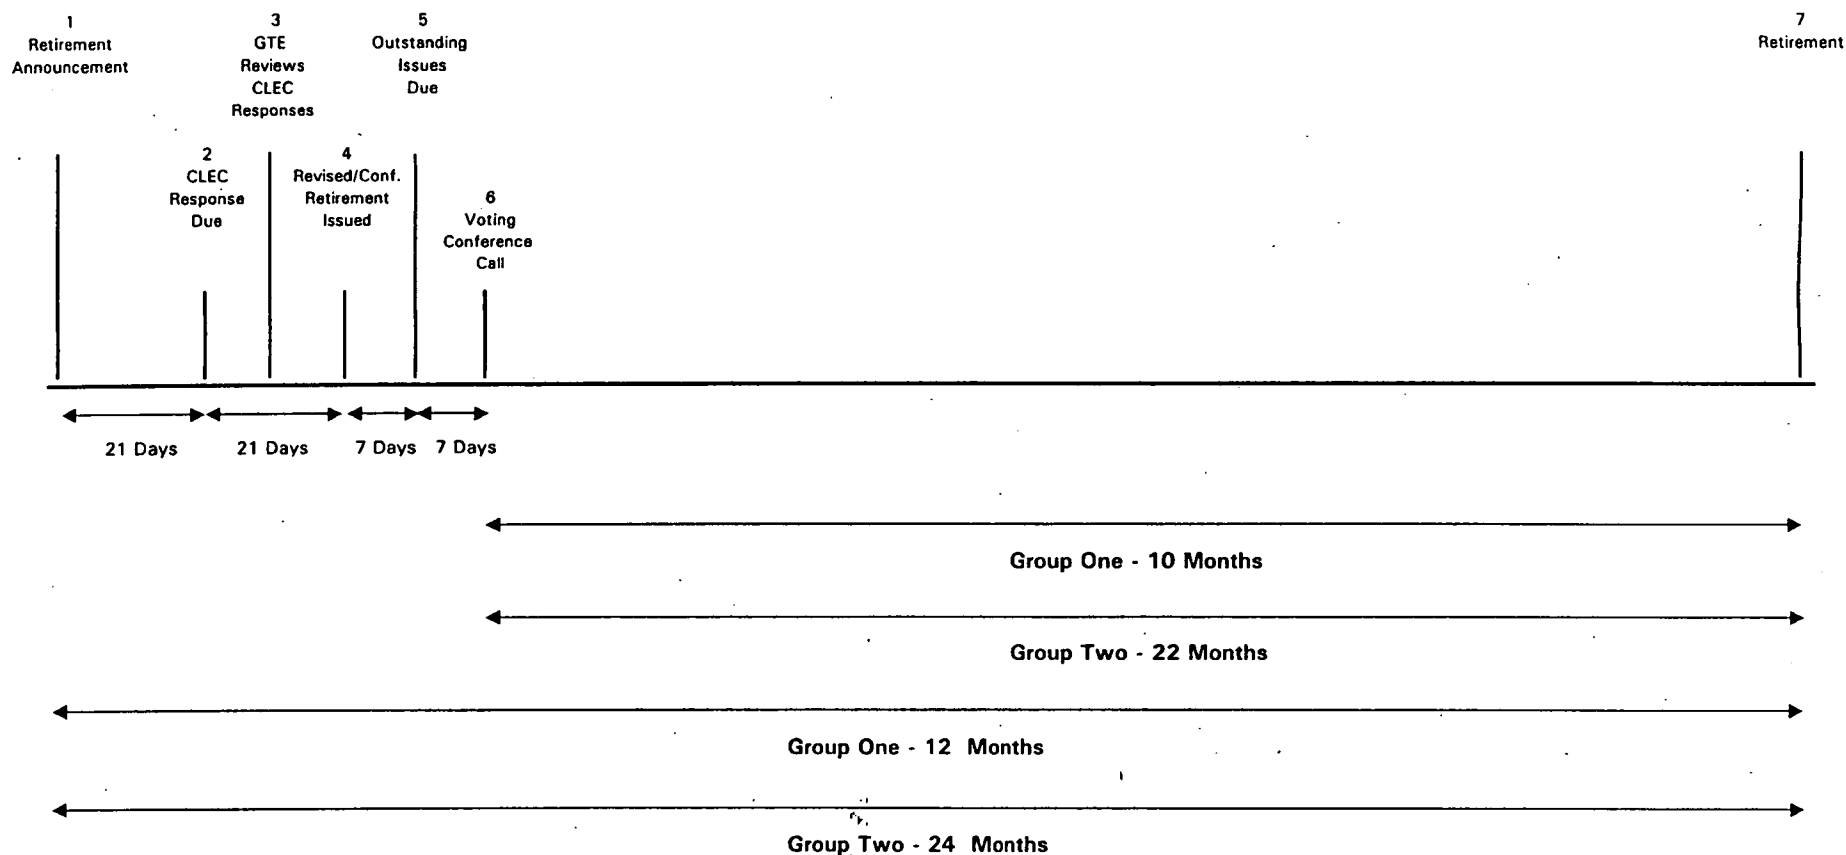 1
Retirement
Announcement
2
CLEC
Response
Due
3
GTE
Reviews
CLEC
Responses
4
Revised/Conf.
Retirement
Issued
5
Outstanding
Issues
Due
6
Voting
Conference
Call
7
Retirement
21 Days
21 Days
7 Days
7 Days
Group One - 10 Months
Group Two - 22 Months
Group One - 12 Months
Group Two - 24 Months